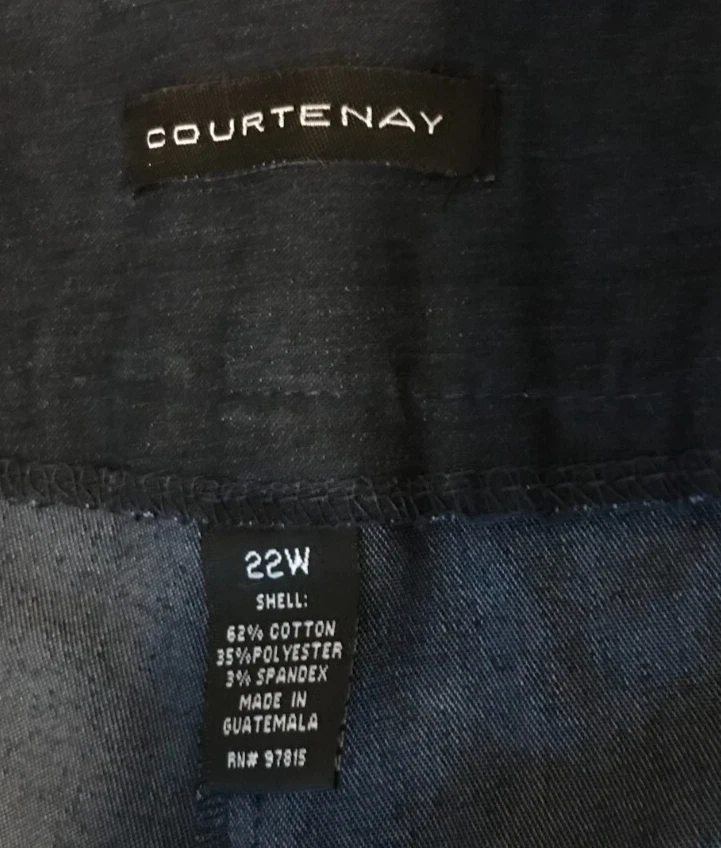 COURTENAY
22W
SHELL:
62% COTTON
35%POLYESTER
3% SPANDEX
MADE IN
GUATEMALA
RN# 97815